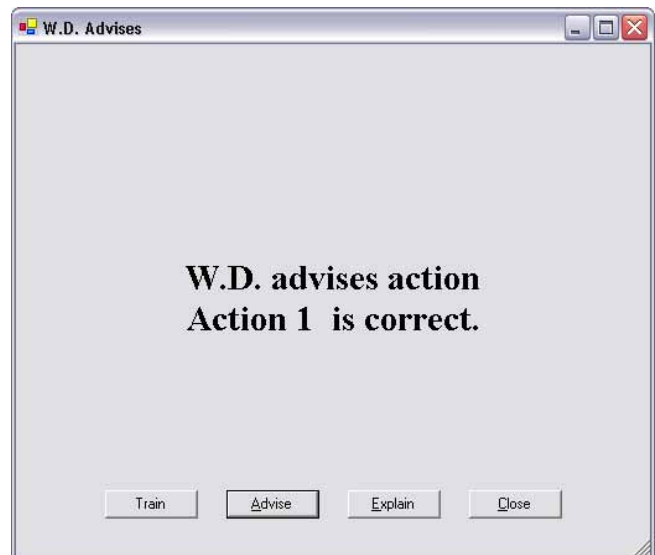 W.D. Advises
W.D. advises action
Action 1 is correct.
Train Advise Explain Close